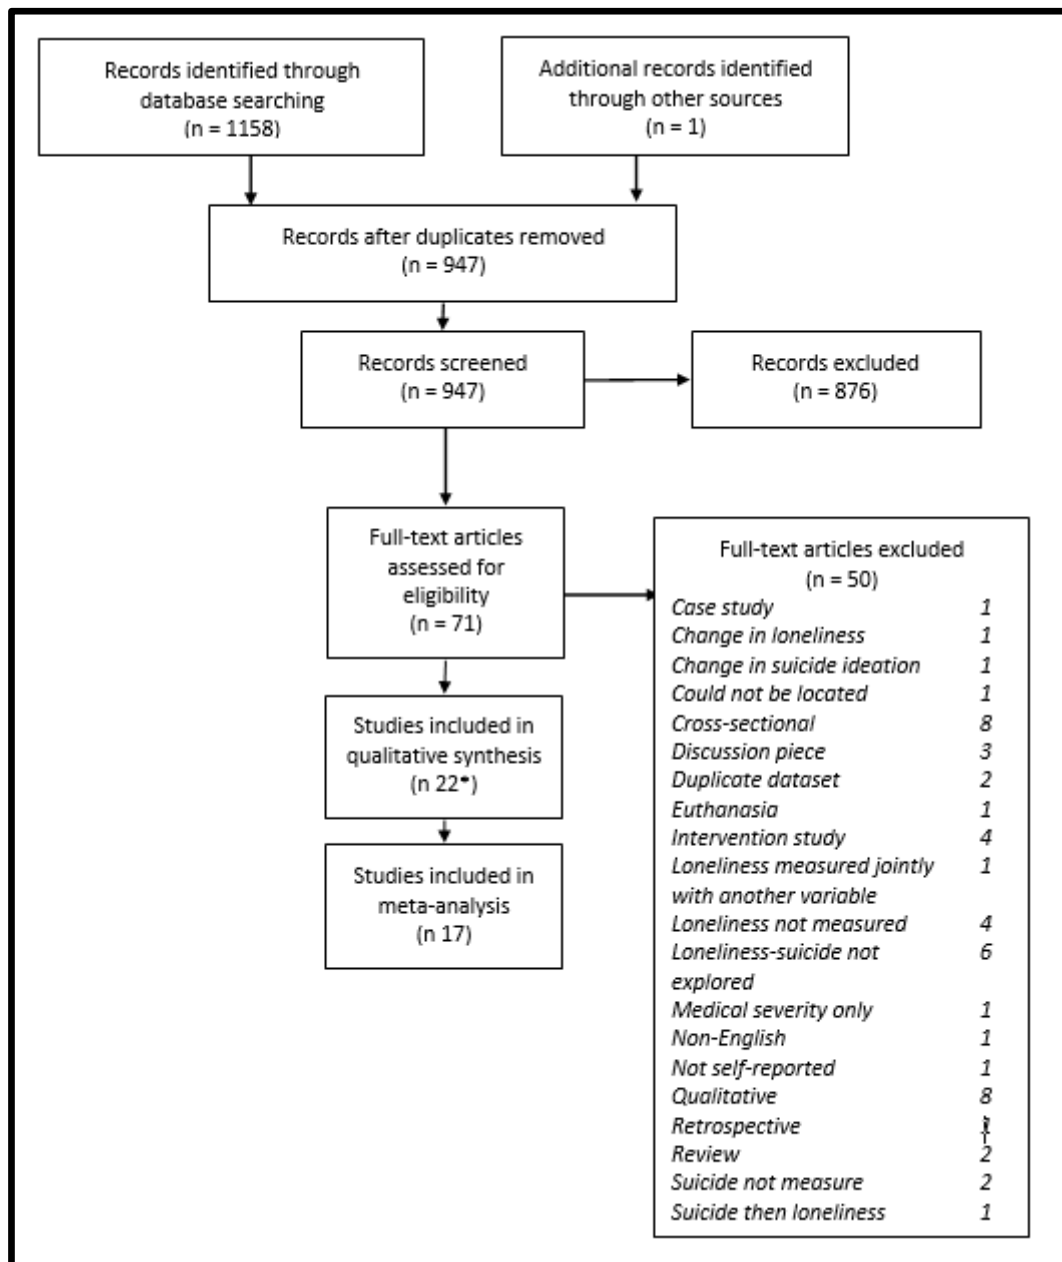 Records identified through
database searching
(n = 1158)
Additional records identified
through other sources
(n = 1)
Records after duplicates removed
(n = 947)
Records screened
(n = 947)
Records excluded
(n = 876)
Full-text articles
assessed for
eligibility
(n = 71)
Full-text articles excluded
(n = 50)
Case study 1
Change in loneliness 1
Change in suicide ideation 1
Could not be located 1
Cross-sectional 8
Discussion piece 3
Duplicate dataset 2
Euthanasia 1
Intervention study 4
Loneliness measured jointly 1
with another variable
Loneliness not measured 4
Loneliness-suicide not 6
explored
Medical severity only 1
Non-English 1
Not self-reported 1
Qualitative 8
Retrospective 1
Review 2
Suicide not measure 2
Suicide then loneliness 1
Studies included in
qualitative synthesis
(n 22*)
Studies included in
meta-analysis
(n 17)